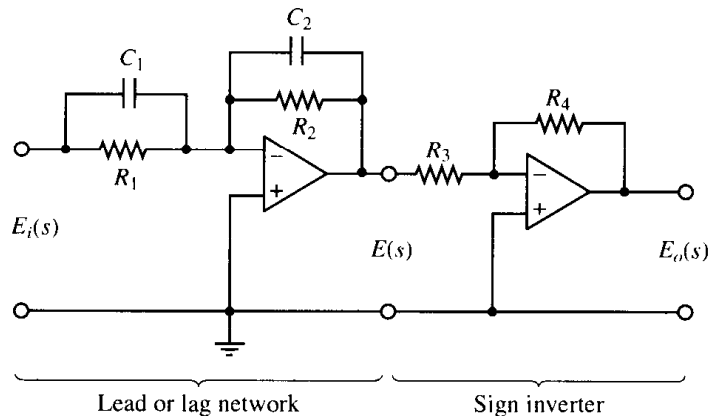 C₂
C₁
R₂
R₄
R₁
R₃
−
+
−
+
Eᵢ(s)
E(s)
Eₒ(s)
Lead or lag network
Sign inverter